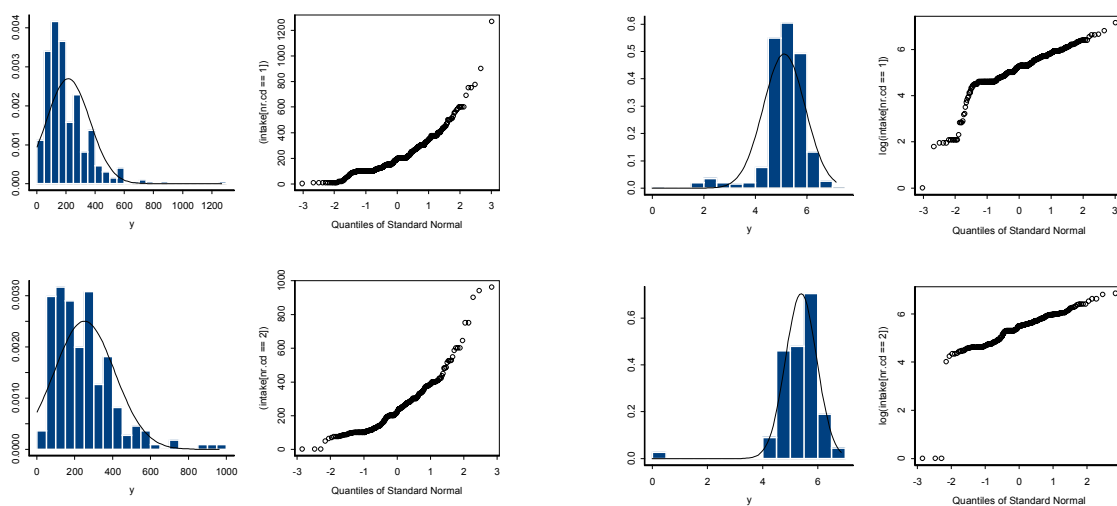 0.004
0.003
0.002
0.001
0.000
0 200 400 600 800 1000 1200
y
(intake[nr.cd == 1])
1200
1000
800
600
400
200
0
-3 -2 -1 0 1 2 3
Quantiles of Standard Normal
0.6
0.5
0.4
0.3
0.2
0.1
0.0
0 2 4 6
y
log(intake[nr.cd == 1])
6
4
2
0
-3 -2 -1 0 1 2 3
Quantiles of Standard Normal
0.0030
0.0020
0.0010
0.0000
0 200 400 600 800 1000
y
(intake[nr.cd == 2])
1000
800
600
400
200
0
-3 -2 -1 0 1 2 3
Quantiles of Standard Normal
0.6
0.4
0.2
0.0
0 2 4 6
y
log(intake[nr.cd == 2])
6
4
2
0
-3 -2 -1 0 1 2
Quantiles of Standard Normal